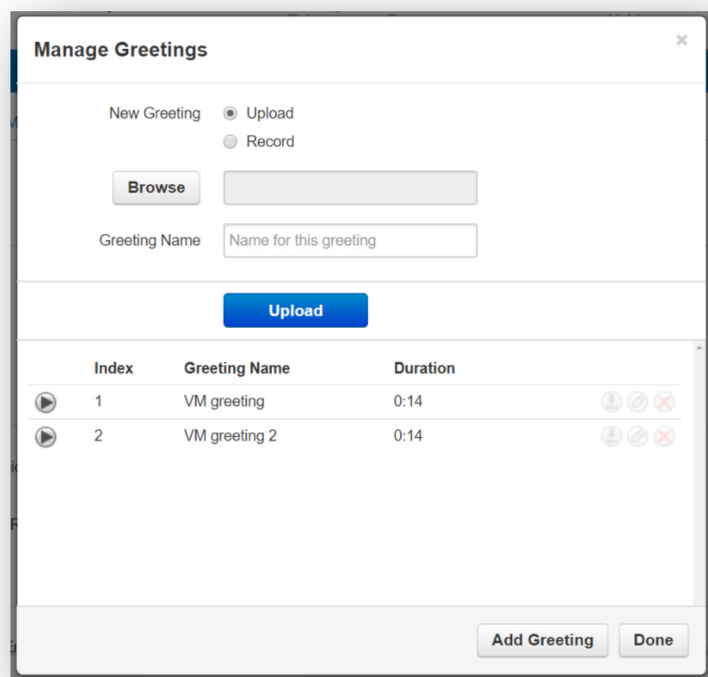 Manage Greetings
×
New Greeting Upload
Record
Browse
Greeting Name Name for this greeting
Upload
Index Greeting Name Duration
1 VM greeting 0:14
2 VM greeting 2 0:14
Add Greeting Done